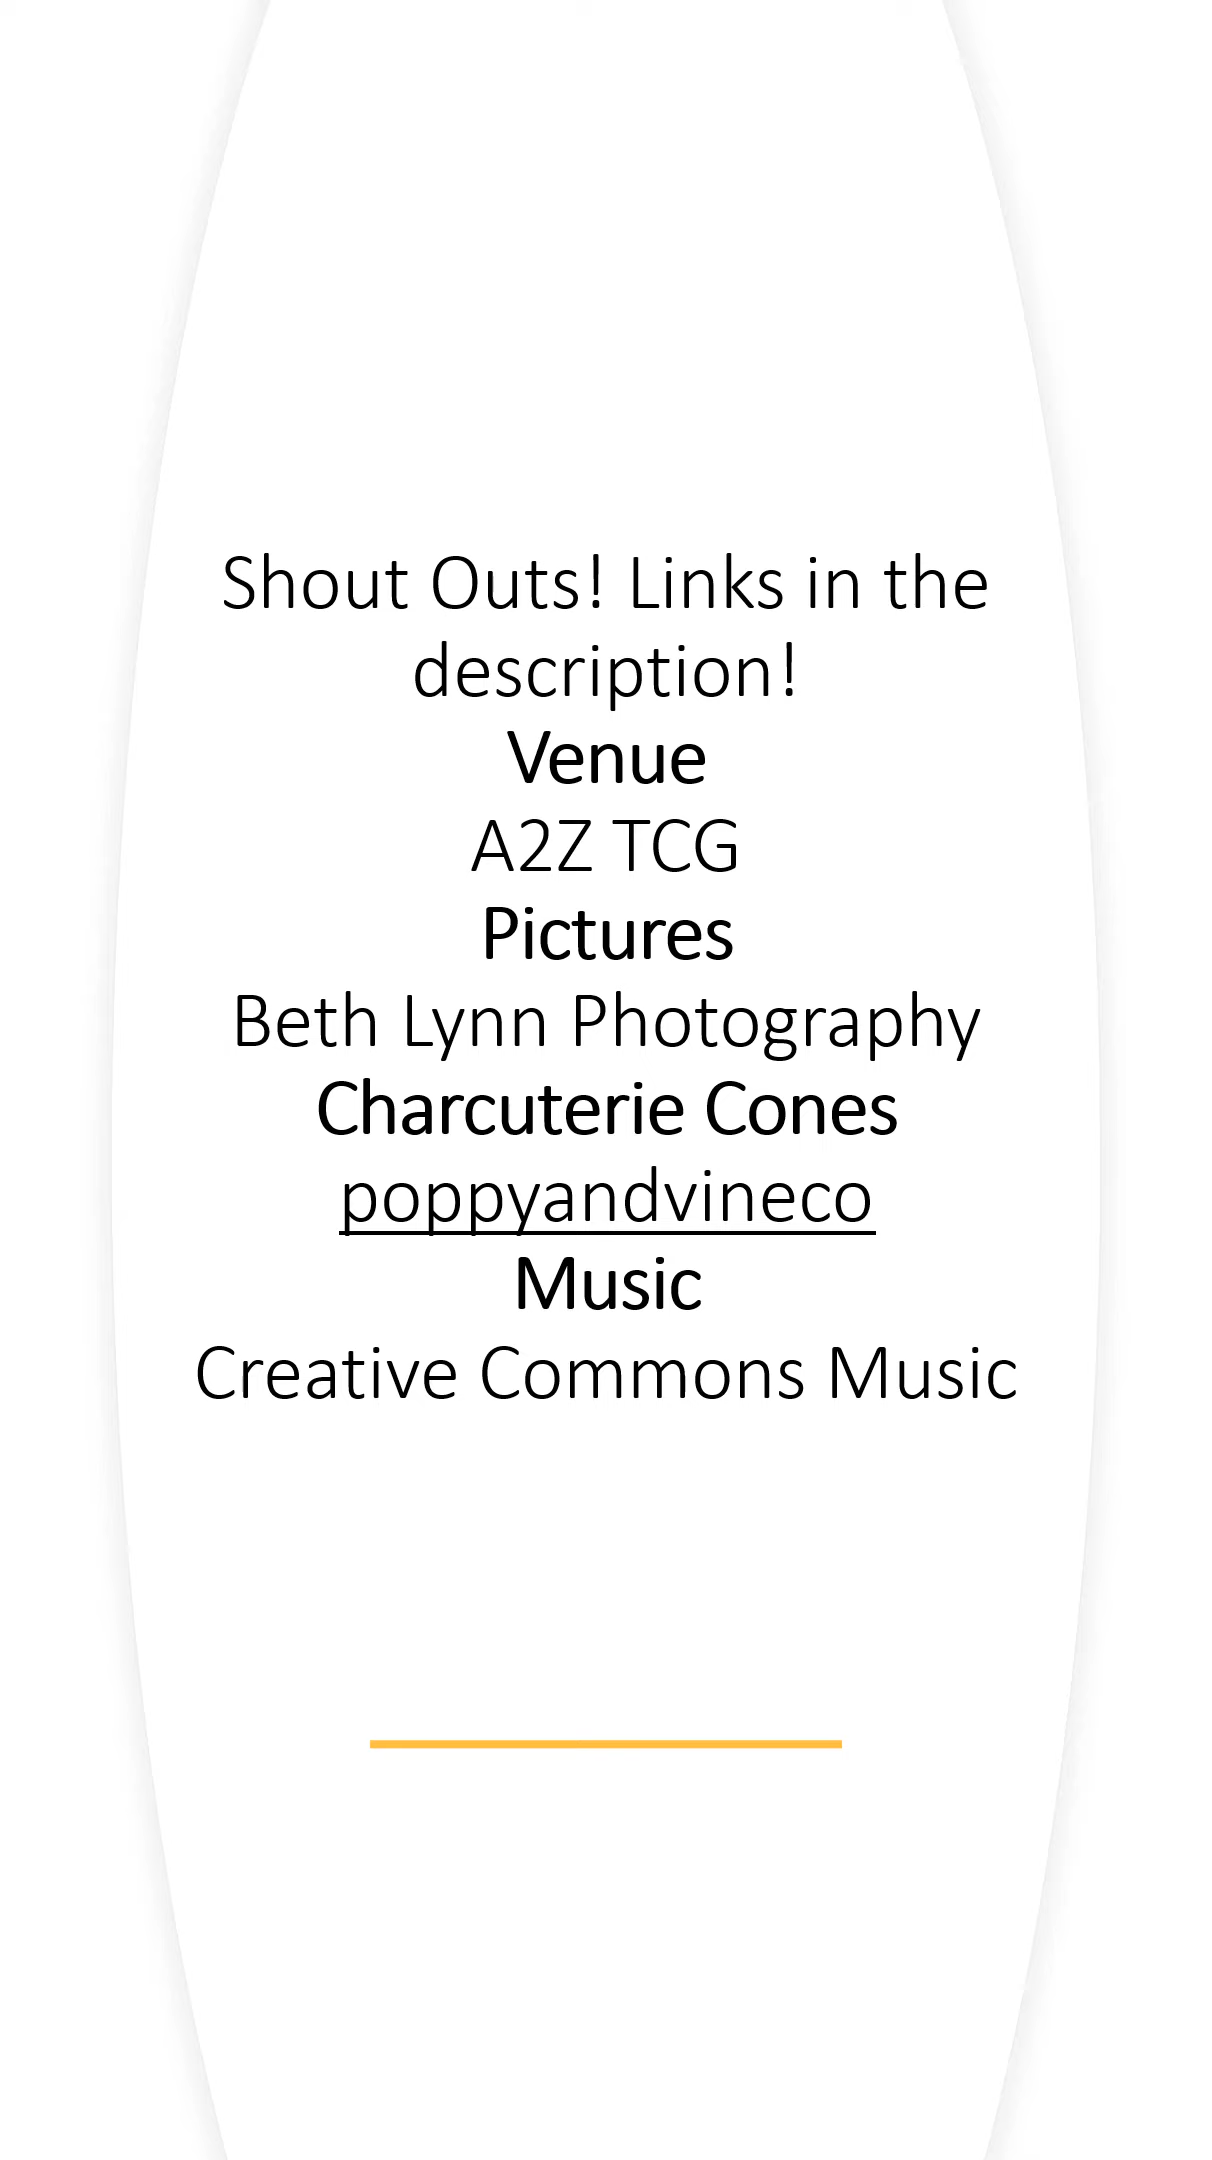 Shout Outs! Links in the
description!
Venue
A2Z TCG
Pictures
Beth Lynn Photography
Charcuterie Cones
poppyandvineco
Music
Creative Commons Music